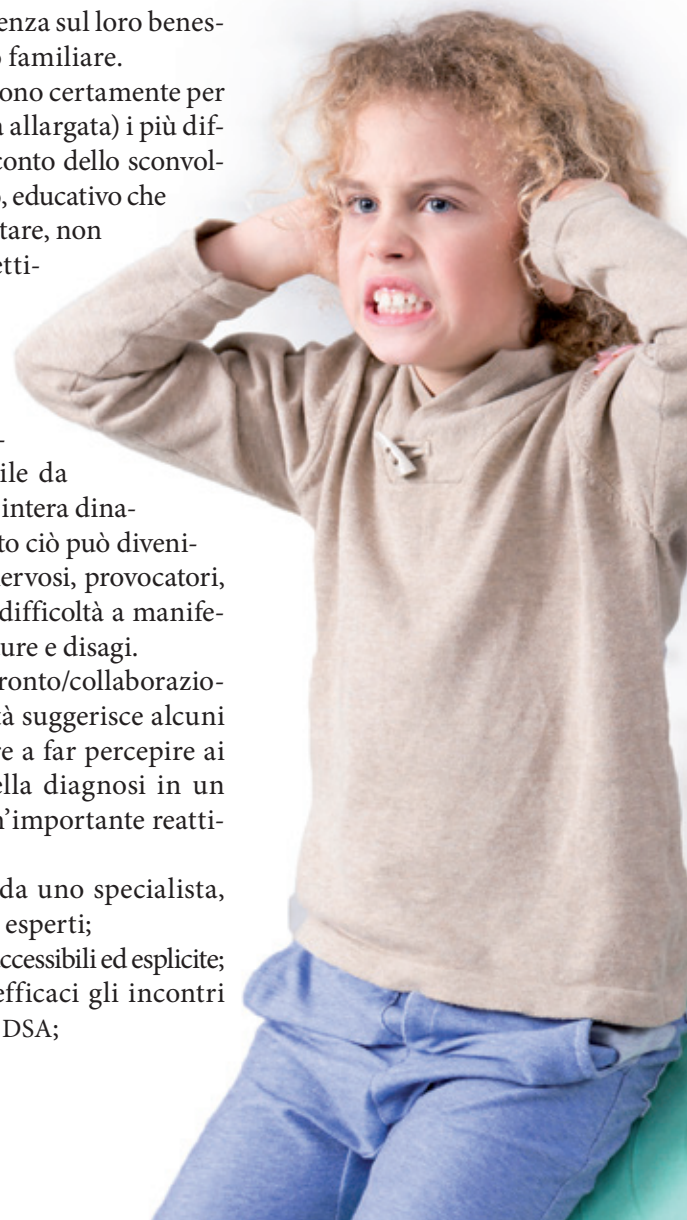 enza sul loro benes-
familiare.
ono certamente per
allargata) i più dif-
conto dello sconvol-
, educativo che
tare, non
etti-
-
ile da
intera dina-
to ciò può diveni-
ervosi, provocatori,
difficoltà a manife-
ure e disagi.
ronto/collaborazio-
tà suggerisce alcuni
e a far percepire ai
ella diagnosi in un
n'importante reatti-
da uno specialista,
esperti;
ccessibili ed esplicite;
efficaci gli incontri
DSA;